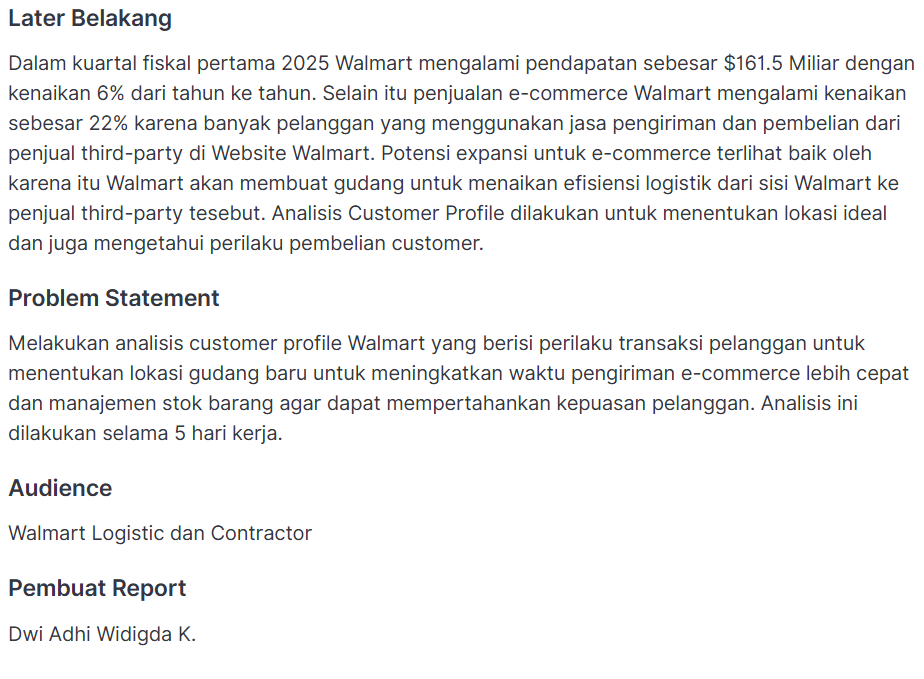 Later Belakang
Dalam kuartal fiskal pertama 2025 Walmart mengalami pendapatan sebesar $161.5 Miliar dengan
kenaikan 6% dari tahun ke tahun. Selain itu penjualan e-commerce Walmart mengalami kenaikan
sebesar 22% karena banyak pelanggan yang menggunakan jasa pengiriman dan pembelian dari
penjual third-party di Website Walmart. Potensi expansi untuk e-commerce terlihat baik oleh
karena itu Walmart akan membuat gudang untuk menaikan efisiensi logistik dari sisi Walmart ke
penjual third-party tesebut. Analisis Customer Profile dilakukan untuk menentukan lokasi ideal
dan juga mengetahui perilaku pembelian customer.
Problem Statement
Melakukan analisis customer profile Walmart yang berisi perilaku transaksi pelanggan untuk
menentukan lokasi gudang baru untuk meningkatkan waktu pengiriman e-commerce lebih cepat
dan manajemen stok barang agar dapat mempertahankan kepuasan pelanggan. Analisis ini
dilakukan selama 5 hari kerja.
Audience
Walmart Logistic dan Contractor
Pembuat Report
Dwi Adhi Widigda K.